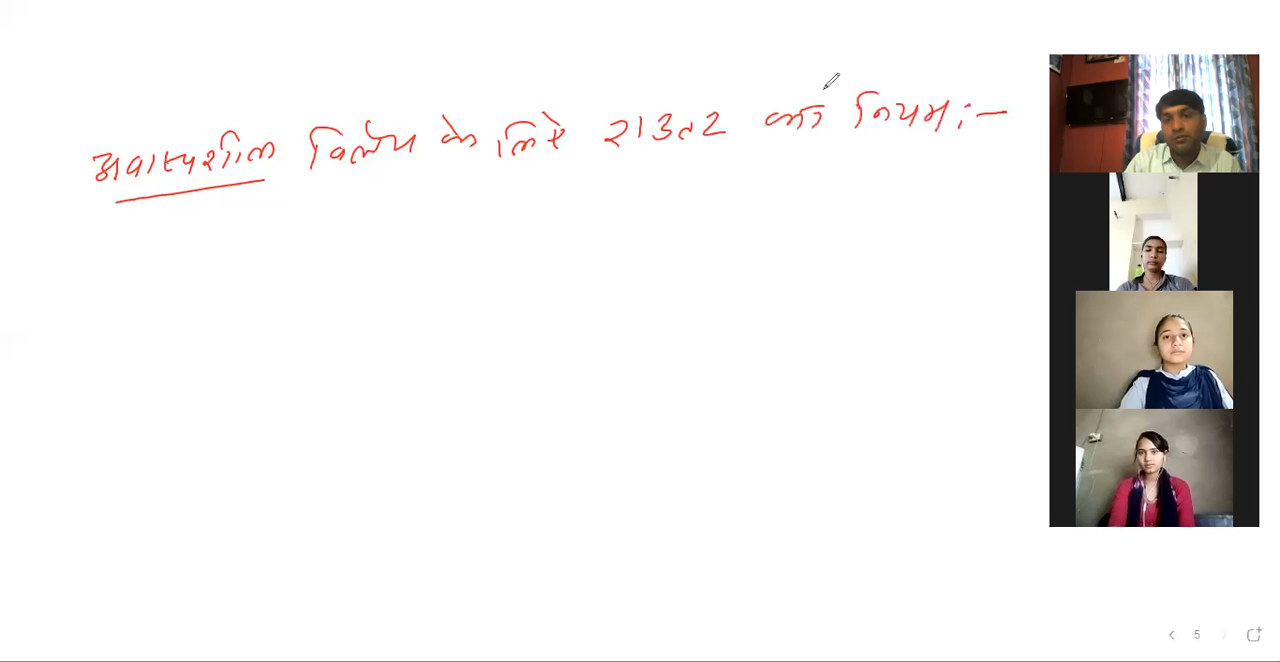 अवाष्पशील विलेय के लिए राउल्ट का नियम :-
5